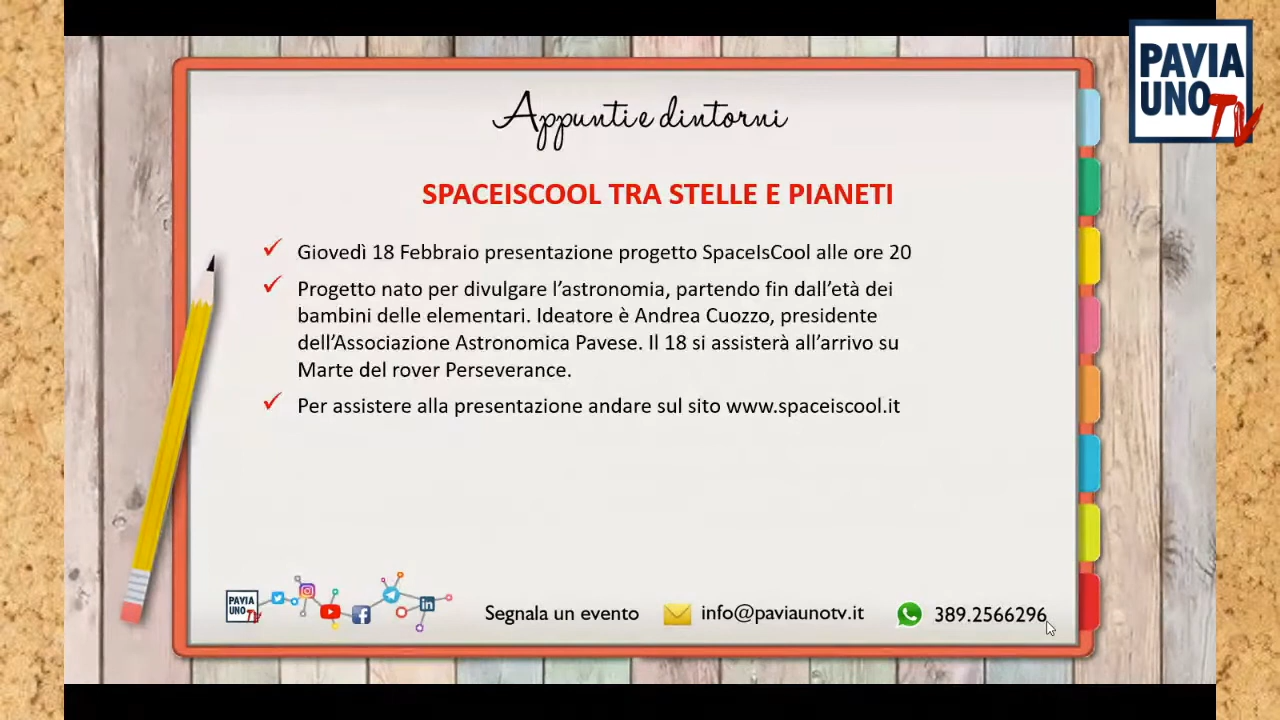 PAVIA
UNO TV
Appunti e dintorni
SPACEISCOOL TRA STELLE E PIANETI
Giovedì 18 Febbraio presentazione progetto SpaceIsCool alle ore 20
Progetto nato per divulgare l’astronomia, partendo fin dall’età dei
bambini delle elementari. Ideatore è Andrea Cuozzo, presidente
dell’Associazione Astronomica Pavese. Il 18 si assisterà all’arrivo su
Marte del rover Perseverance.
Per assistere alla presentazione andare sul sito www.spaceiscool.it
PAVIA
UNO TV
Segnala un evento info@paviaunotv.it 389.2566296